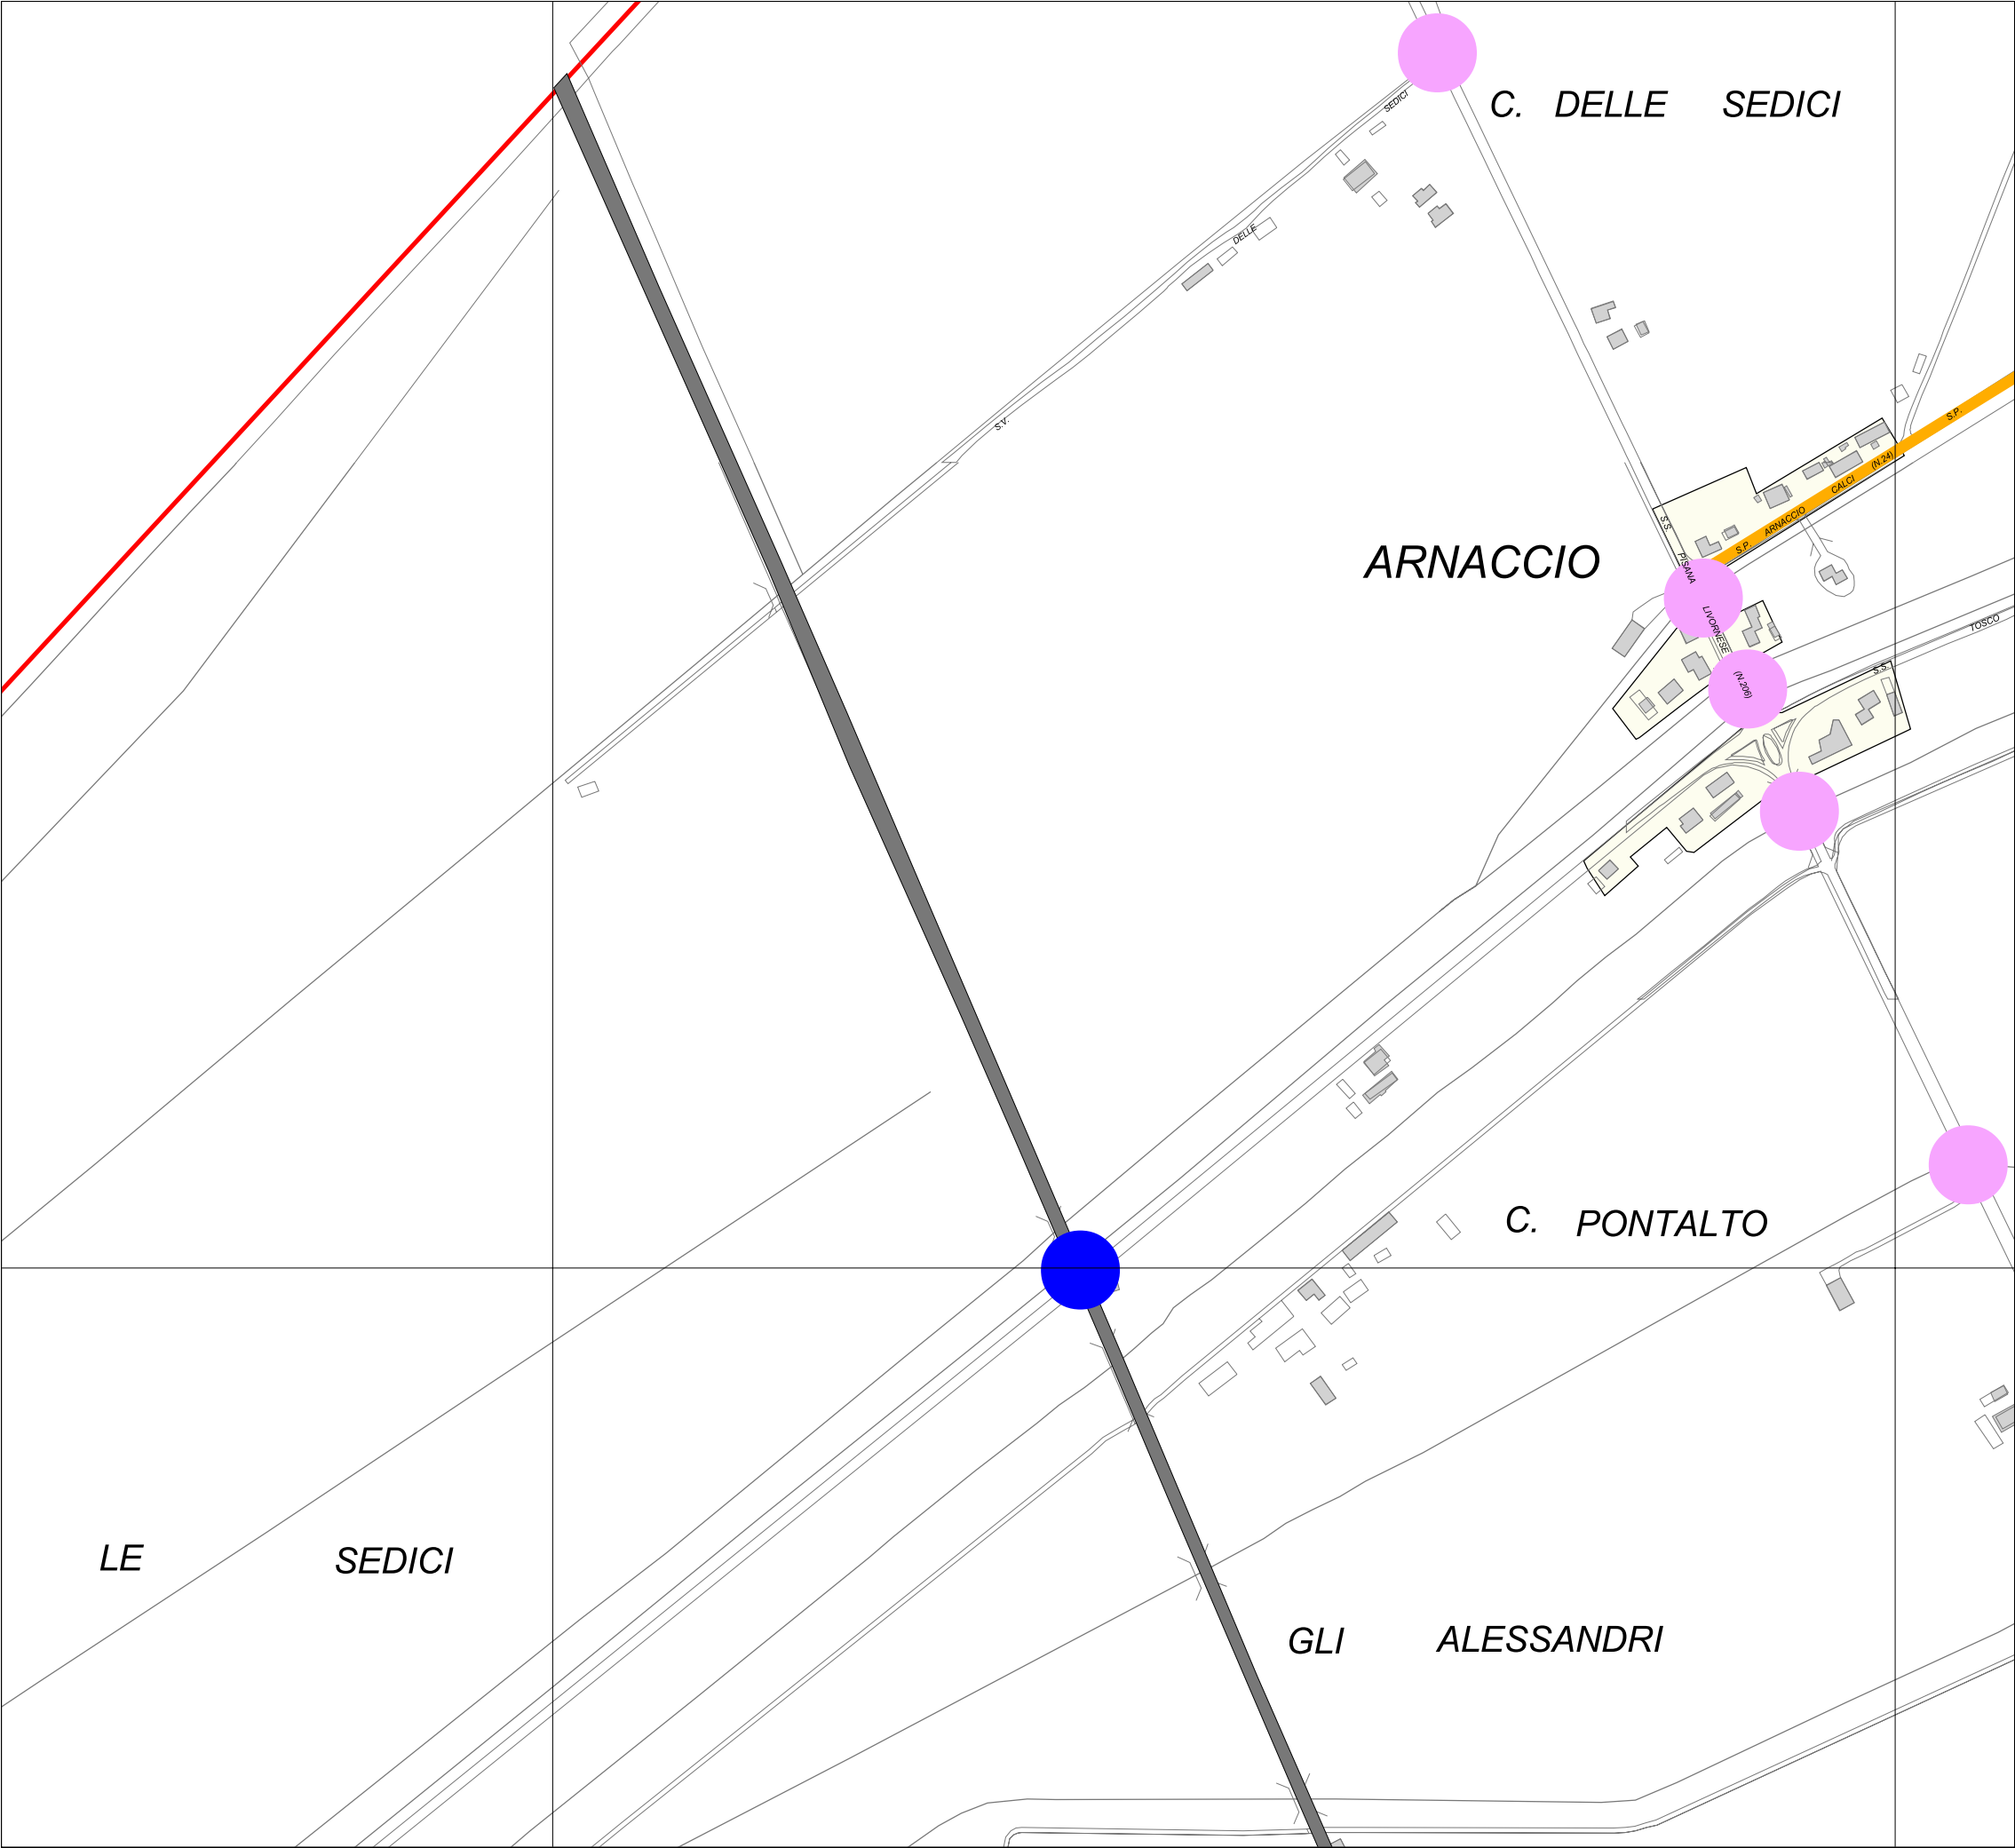 C. DELLE SEDICI
SEDICI
DELLE
S.V.
S.P.
(N.24)
CALCI
ARNACCIO
S.P.
S.S.
PISANA
ARNACCIO
LIVORNESE
(N.206)
TOSCO
S.S.
C. PONTALTO
LE SEDICI
GLI ALESSANDRI